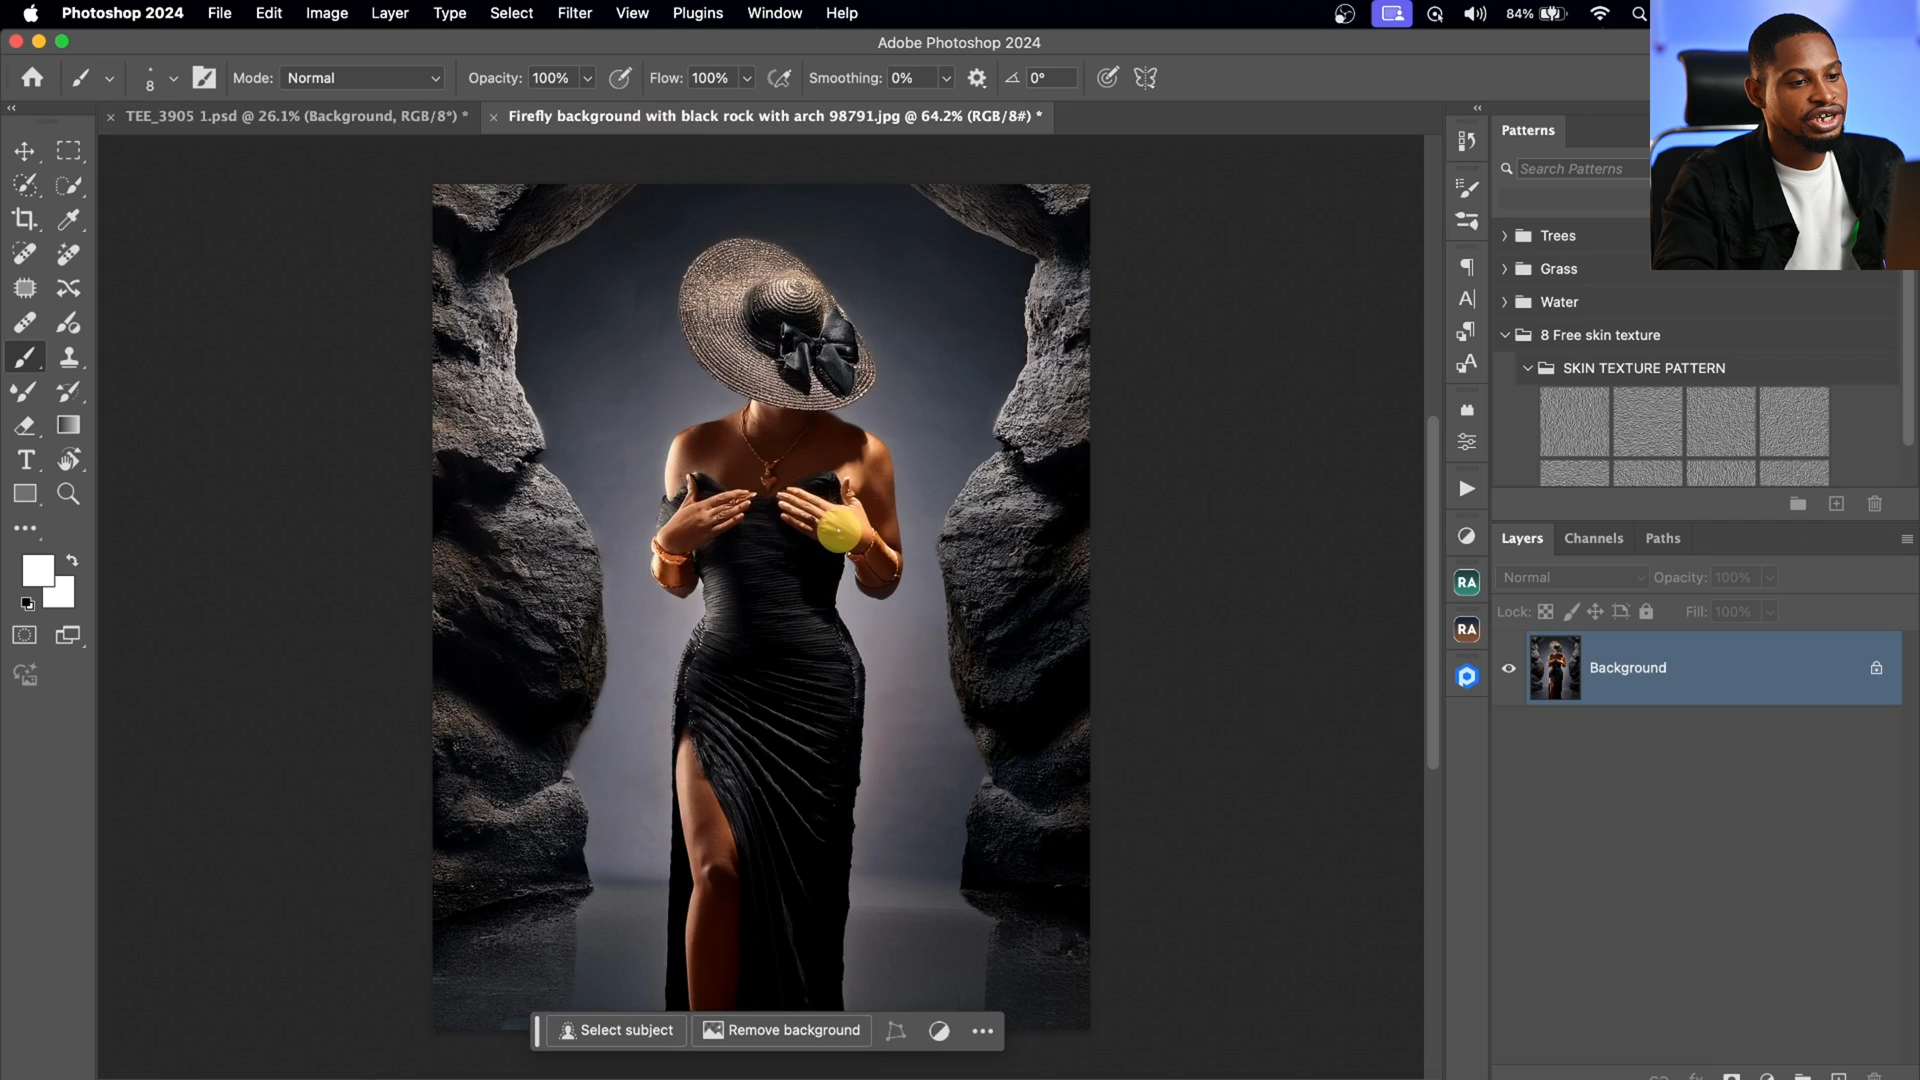 Photoshop 2024 File Edit Image Layer Type Select Filter View Plugins Window Help 84%
Adobe Photoshop 2024
8 Mode: Normal Opacity: 100% Flow: 100% Smoothing: 0% 0°
TEE_3905 1.psd @ 26.1% (Background, RGB/8*) * Firefly background with black rock with arch 98791.jpg @ 64.2% (RGB/8#) *
Patterns
Search Patterns
Trees
Grass
Water
8 Free skin texture
SKIN TEXTURE PATTERN
Layers Channels Paths
Normal Opacity: 100%
RA
Lock: Fill: 100%
RA
Background
Select subject Remove background